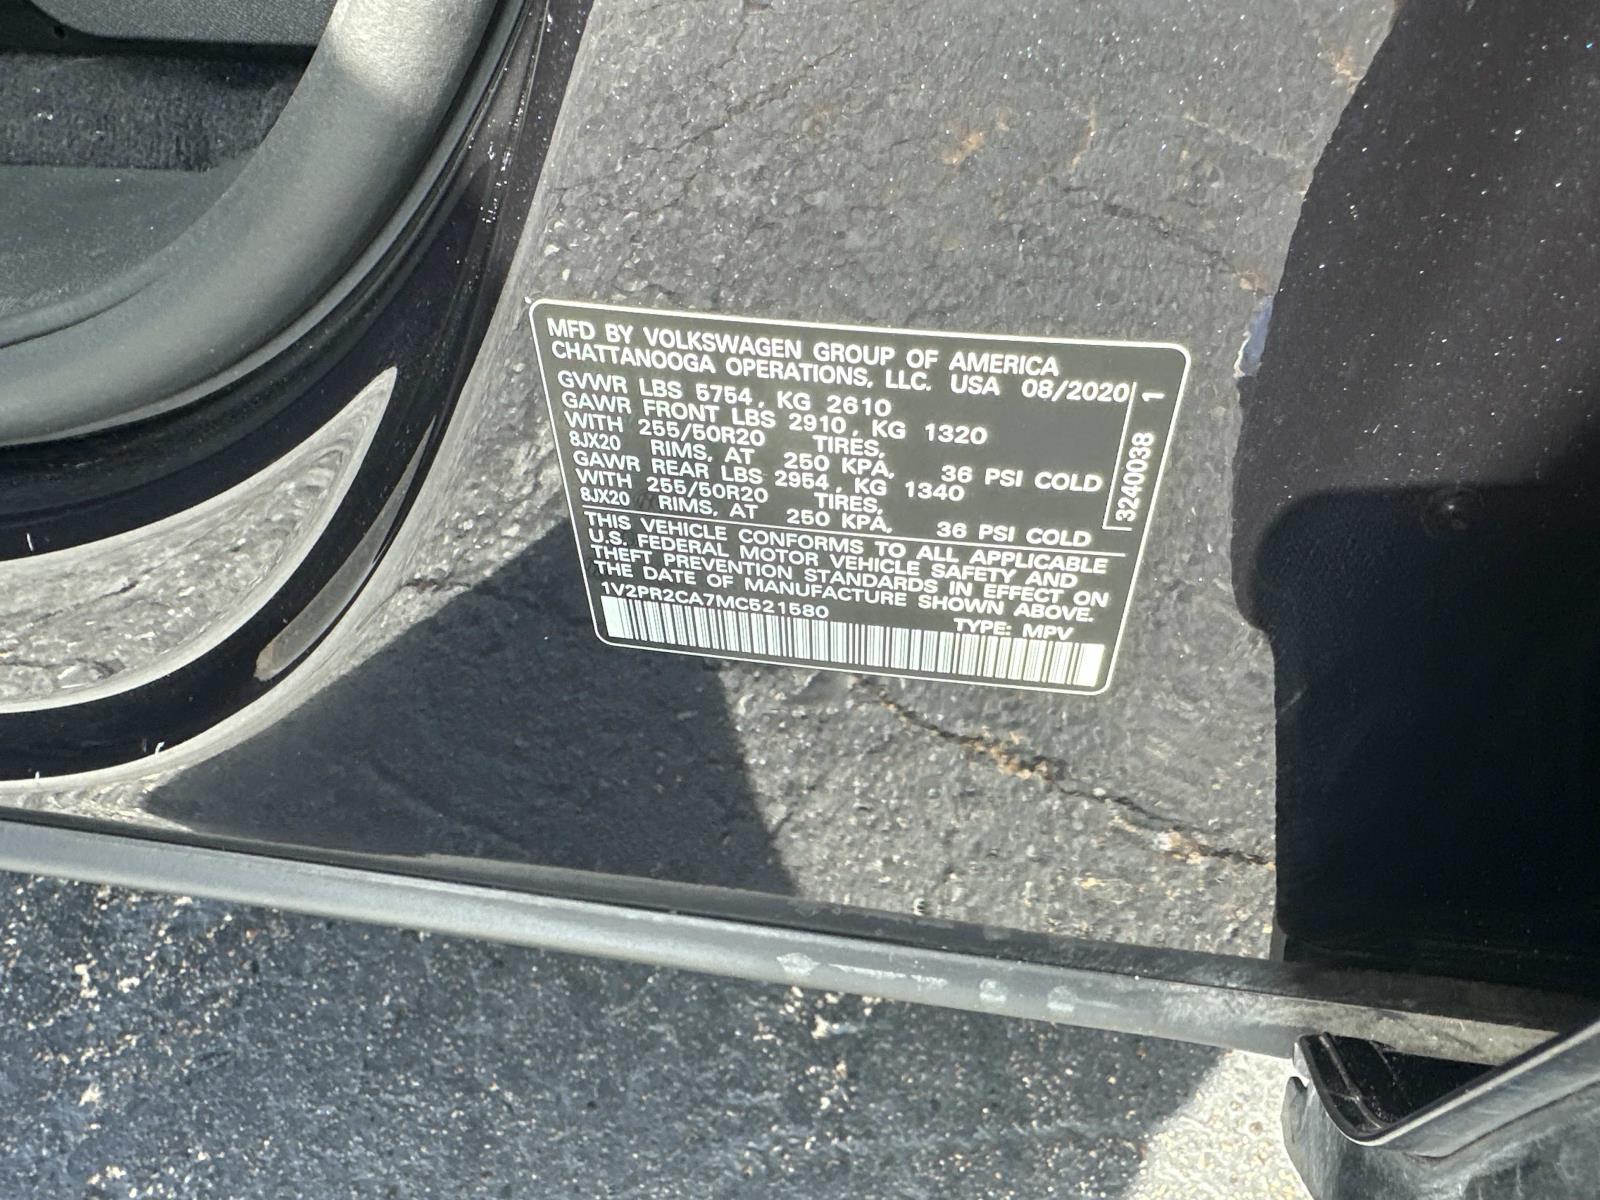 MFD BY VOLKSWAGEN GROUP OF AMERICA
CHATTANOOGA OPERATIONS, LLC. USA 08/2020
GVWR LBS 5754, KG 2610
GAWR FRONT LBS 2910, KG 1320
WITH 255/50R20 TIRES,
8JX20 RIMS, AT 250 KPA, 36 PSI COLD
GAWR REAR LBS 2954, KG 1340
WITH 255/50R20 TIRES,
8JX20 RIMS, AT 250 KPA, 36 PSI COLD
THIS VEHICLE CONFORMS TO ALL APPLICABLE
U.S. FEDERAL MOTOR VEHICLE SAFETY AND
THEFT PREVENTION STANDARDS IN EFFECT ON
THE DATE OF MANUFACTURE SHOWN ABOVE.
1V2PR2CA7MC521580 TYPE: MPV
3240038 1